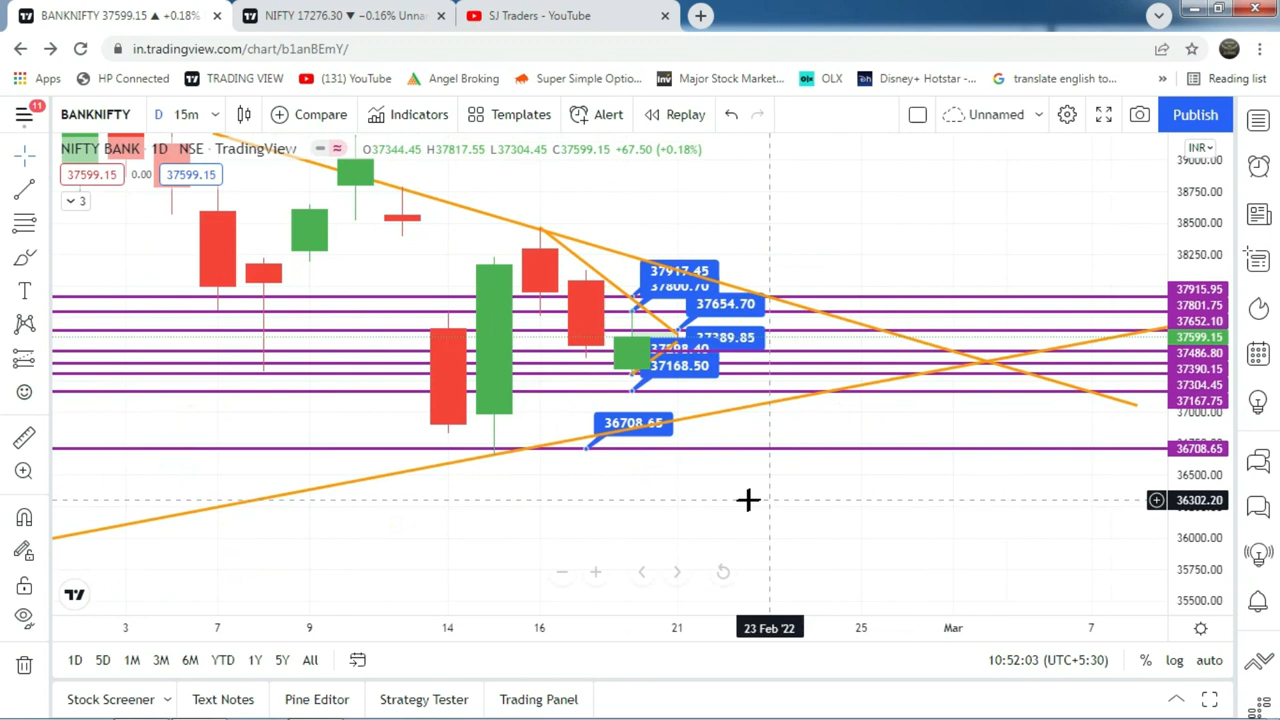 BANKNIFTY 37599.15 ▲ +0.18%
NIFTY 17276.30 ▼ −0.16% Unna
SJ Traders - YouTube
in.tradingview.com/chart/b1anBEmY/
Apps
HP Connected
TRADING VIEW
(131) YouTube
Angel Broking
Super Simple Optio...
Major Stock Market...
OLX
Disney+ Hotstar -...
translate english to...
»
Reading list
11
BANKNIFTY
D
15m
Compare
Indicators
Templates
Alert
Replay
Unnamed
Publish
NIFTY BANK · 1D · NSE · TradingView
O37344.45 H37817.55 L37304.45 C37599.15 +67.50 (+0.18%)
INR
37599.15
0.00
37599.15
3
39000.00
38750.00
38500.00
38250.00
37917.45
37800.70
37654.70
37389.85
37168.50
36708.65
37915.95
37801.75
37652.10
37599.15
37486.80
37390.15
37304.45
37167.75
37000.00
36708.65
36500.00
36302.20
36000.00
35750.00
35500.00
3
7
9
14
16
21
23 Feb '22
25
Mar
7
1D
5D
1M
3M
6M
YTD
1Y
5Y
All
10:52:03 (UTC+5:30)
%
log
auto
Stock Screener
Text Notes
Pine Editor
Strategy Tester
Trading Panel